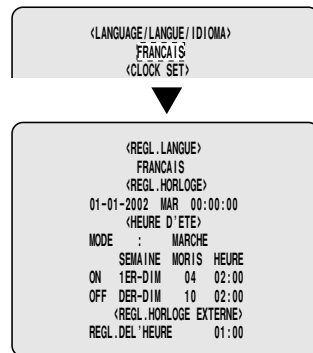 <LANGUAGE/LANGUE/IDIOMA>
FRANCAIS
<CLOCK SET>
<REGL.LANGUE>
FRANCAIS
<REGL.HORLOGE>
01-01-2002 MAR 00:00:00
<HEURE D'ETE>
MODE : MARCHE
SEMAINE MORIS HEURE
ON 1ER-DIM 04 02:00
OFF DER-DIM 10 02:00
<REGL.HORLOGE EXTERNE>
REGL.DEL'HEURE 01:00